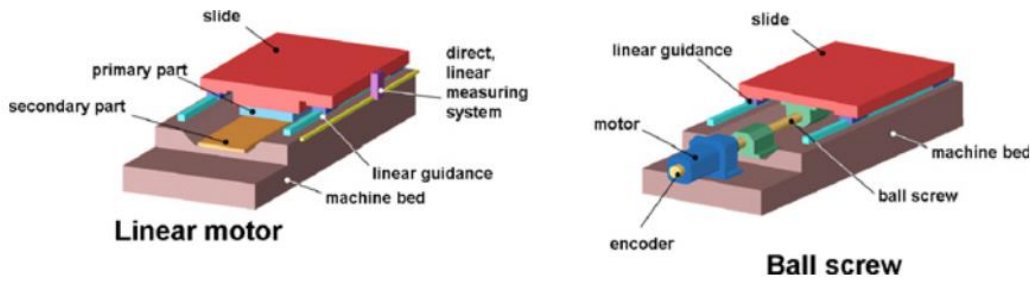 slide
primary part
secondary part
direct,
linear
measuring
system
linear guidance
machine bed
Linear motor
slide
linear guidance
motor
machine bed
ball screw
encoder
Ball screw